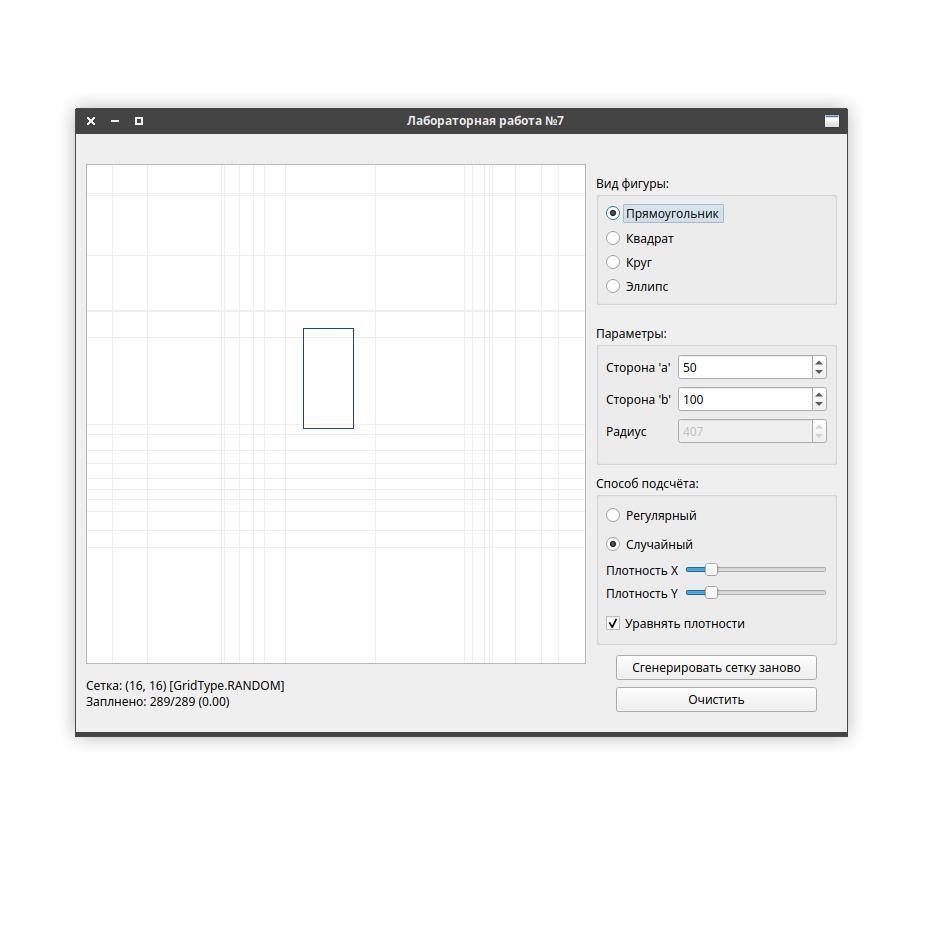 Лабораторная работа №7
Вид фигуры:
Прямоугольник
Квадрат
Круг
Эллипс
Параметры:
Сторона 'a' 50
Сторона 'b' 100
Радиус 407
Способ подсчёта:
Регулярный
Случайный
Плотность X
Плотность Y
Уравнять плотности
Сгенерировать сетку заново
Очистить
Сетка: (16, 16) [GridType.RANDOM]
Заплнено: 289/289 (0.00)